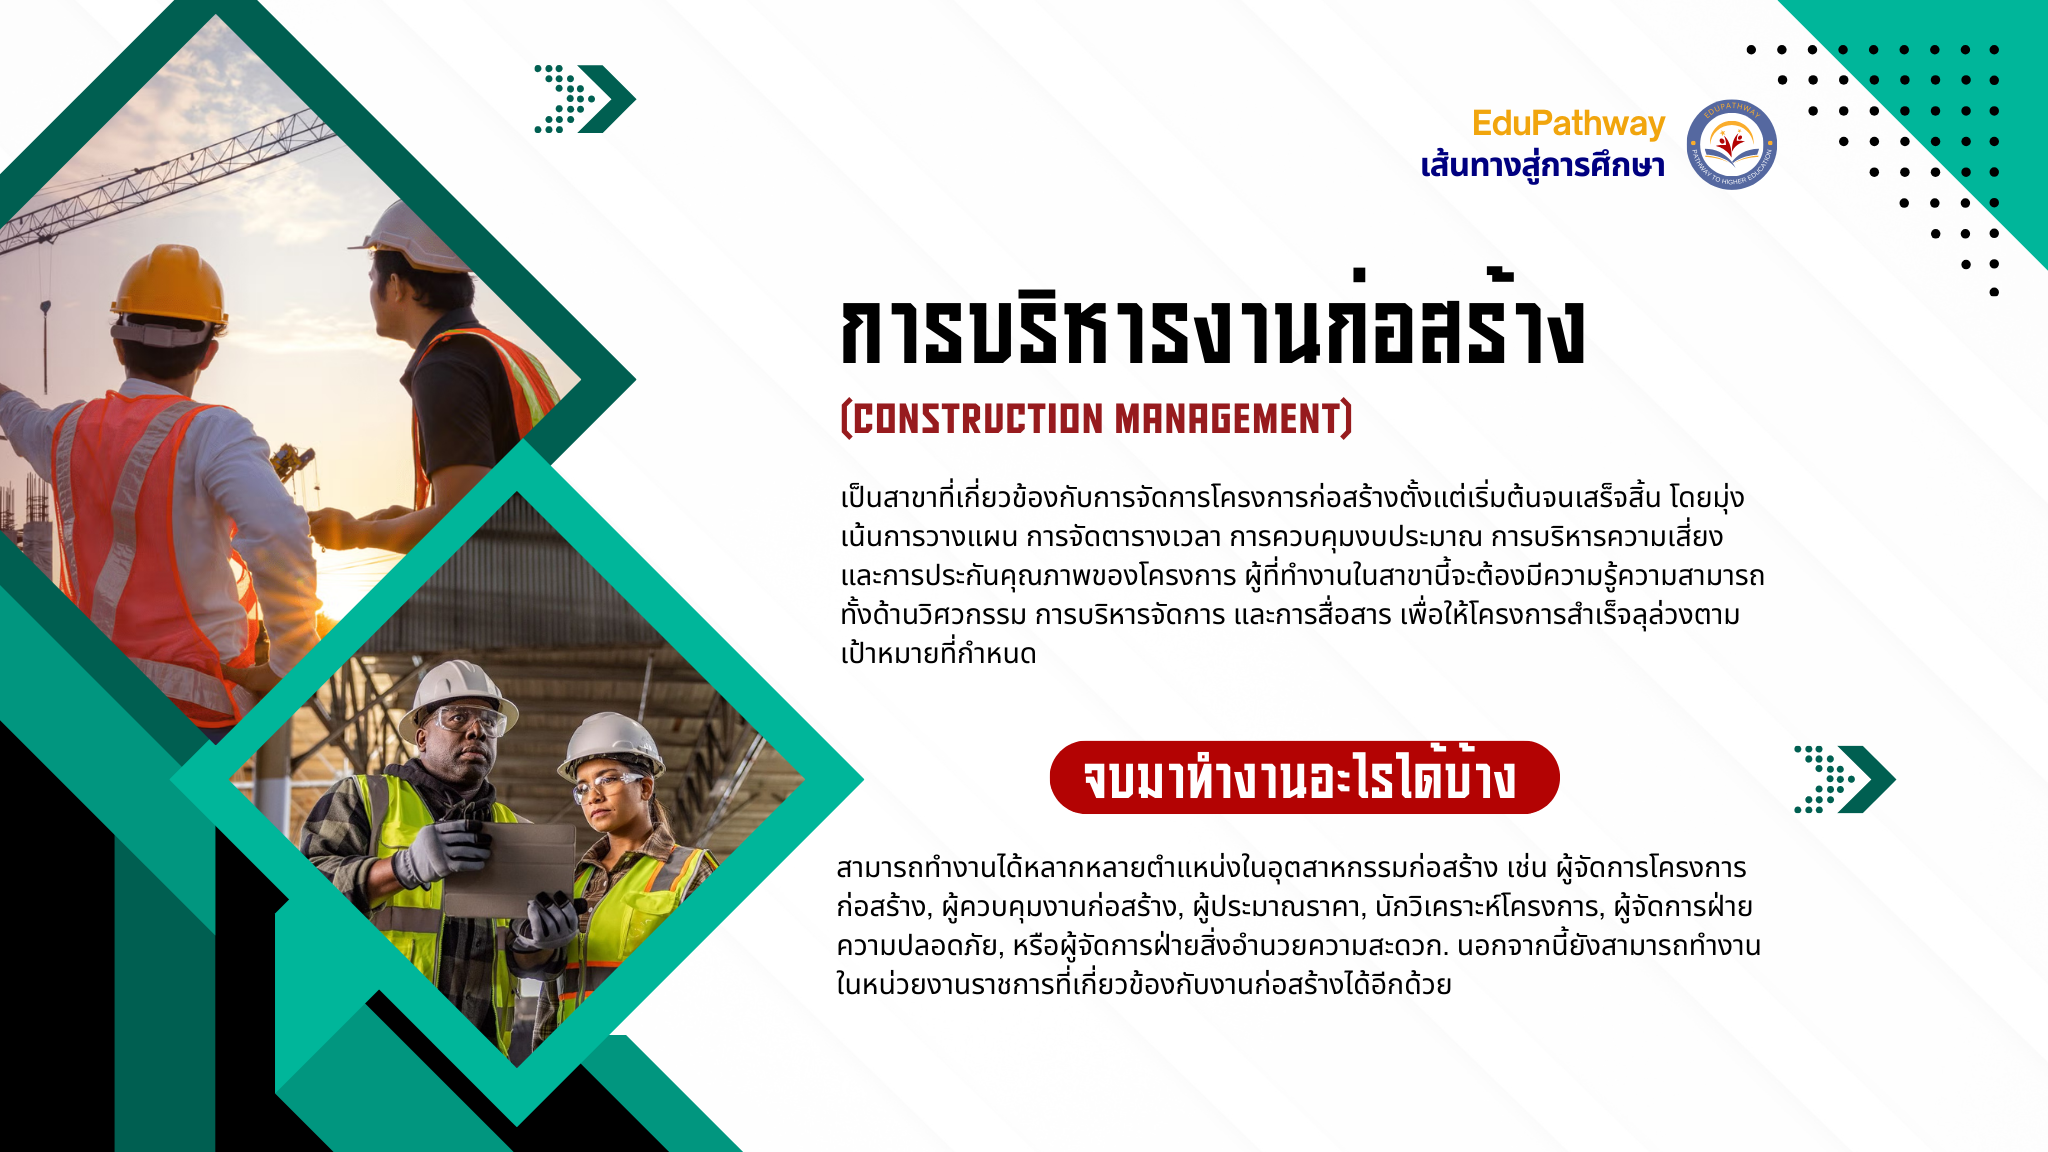 EduPathway
เส้นทางสู่การศึกษา
EDUPATHWAY
PATHWAY TO HIGHER EDUCATION
การบริหารงานก่อสร้าง
(CONSTRUCTION MANAGEMENT)
เป็นสาขาที่เกี่ยวข้องกับการจัดการโครงการก่อสร้างตั้งแต่เริ่มต้นจนเสร็จสิ้น โดยมุ่ง
เน้นการวางแผน การจัดตารางเวลา การควบคุมงบประมาณ การบริหารความเสี่ยง
และการประกันคุณภาพของโครงการ ผู้ที่ทำงานในสาขานี้จะต้องมีความรู้ความสามารถ
ทั้งด้านวิศวกรรม การบริหารจัดการ และการสื่อสาร เพื่อให้โครงการสำเร็จลุล่วงตาม
เป้าหมายที่กำหนด
จบมาทำงานอะไรได้บ้าง
สามารถทำงานได้หลากหลายตำแหน่งในอุตสาหกรรมก่อสร้าง เช่น ผู้จัดการโครงการ
ก่อสร้าง, ผู้ควบคุมงานก่อสร้าง, ผู้ประมาณราคา, นักวิเคราะห์โครงการ, ผู้จัดการฝ่าย
ความปลอดภัย, หรือผู้จัดการฝ่ายสิ่งอำนวยความสะดวก. นอกจากนี้ยังสามารถทำงาน
ในหน่วยงานราชการที่เกี่ยวข้องกับงานก่อสร้างได้อีกด้วย